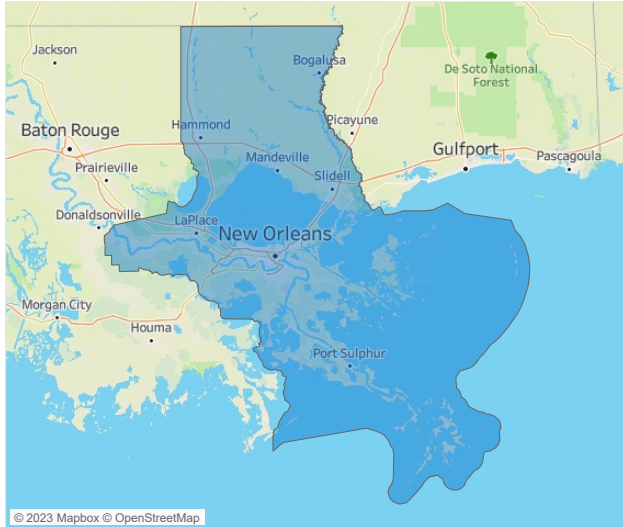 Jackson
Bogalusa
De Soto National
Forest
Baton Rouge
Hammond
Picayune
Gulfport
Pascagoula
Prairieville
Mandeville
Slidell
Donaldsonville
LaPlace
New Orleans
Morgan City
Houma
Port Sulphur
© 2023 Mapbox © OpenStreetMap